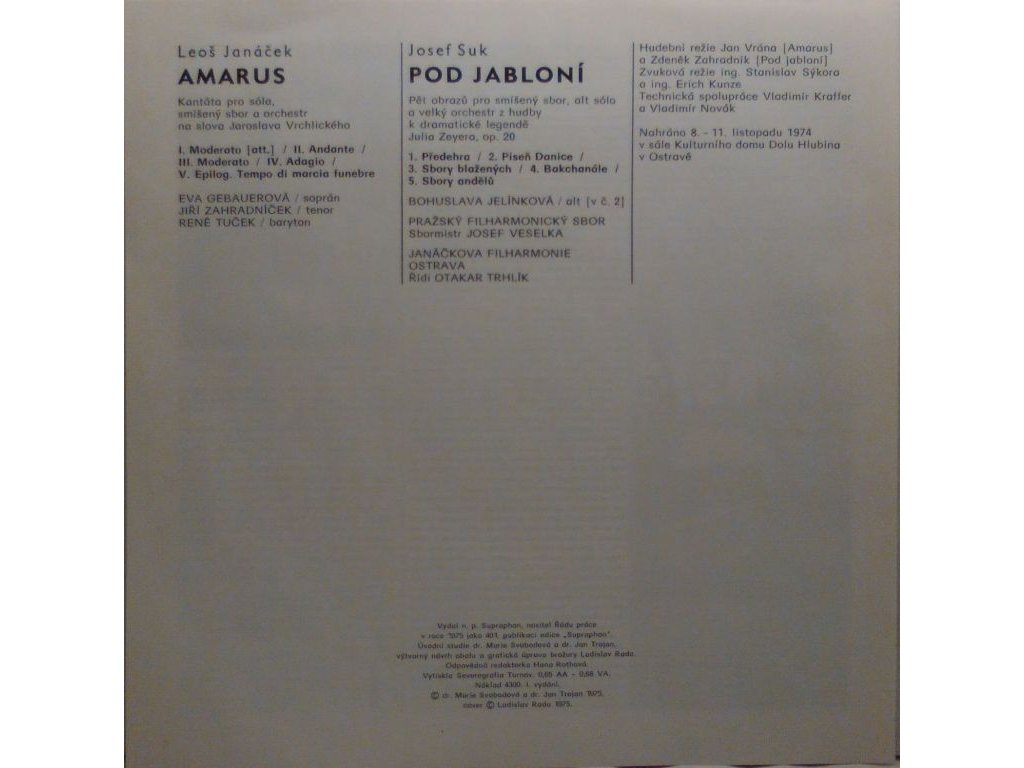 Leoš Janáček
AMARUS
Kantáta pro sóla,
smíšený sbor a orchestr
na slova Jaroslava Vrchlického
I. Moderato [att.] / II. Andante /
III. Moderato / IV. Adagio /
V. Epilog. Tempo di marcia funebre
EVA GEBAUEROVÁ / soprán
JIŘÍ ZAHRADNÍČEK / tenor
RENÉ TUČEK / baryton
Josef Suk
POD JABLONÍ
Pět obrazů pro smíšený sbor, alt sólo
a velký orchestr z hudby
k dramatické legendě
Julia Zeyera, op. 20
1. Předehra / 2. Píseň Danice /
3. Sbory blažených / 4. Bakchanále /
5. Sbory andělů
BOHUSLAVA JELÍNKOVÁ / alt [v č. 2]
PRAŽSKÝ FILHARMONICKÝ SBOR
Sbormistr JOSEF VESELKA
JANÁČKOVA FILHARMONIE
OSTRAVA
Řídí OTAKAR TRHLÍK
Hudební režie Jan Vrána [Amarus]
a Zdeněk Zahradník [Pod jabloní]
Zvuková režie ing. Stanislav Sýkora
a ing. Erich Kunze
Technická spolupráce Vladimír Krafler
a Vladimír Novák
Nahráno 8. - 11. listopadu 1974
v sále Kulturního domu Dolu Hlubina
v Ostravě
Vydal n. p. Supraphon, nositel Řádu práce
v roce 1975 jako 401. publikaci edice „Supraphon".
Úvodní studie dr. Marie Svobodová a dr. Jan Trojan,
výtvarný návrh obalu a grafická úprava brožury Ladislav Rada.
Odpovědná redaktorka Hana Rothová.
Vytiskla Severografia Turnov. 0,65 AA - 0,68 VA.
Náklad 4300. I. vydání.
© dr. Marie Svobodová a dr. Jan Trojan 1975.
cover © Ladislav Rada 1975.